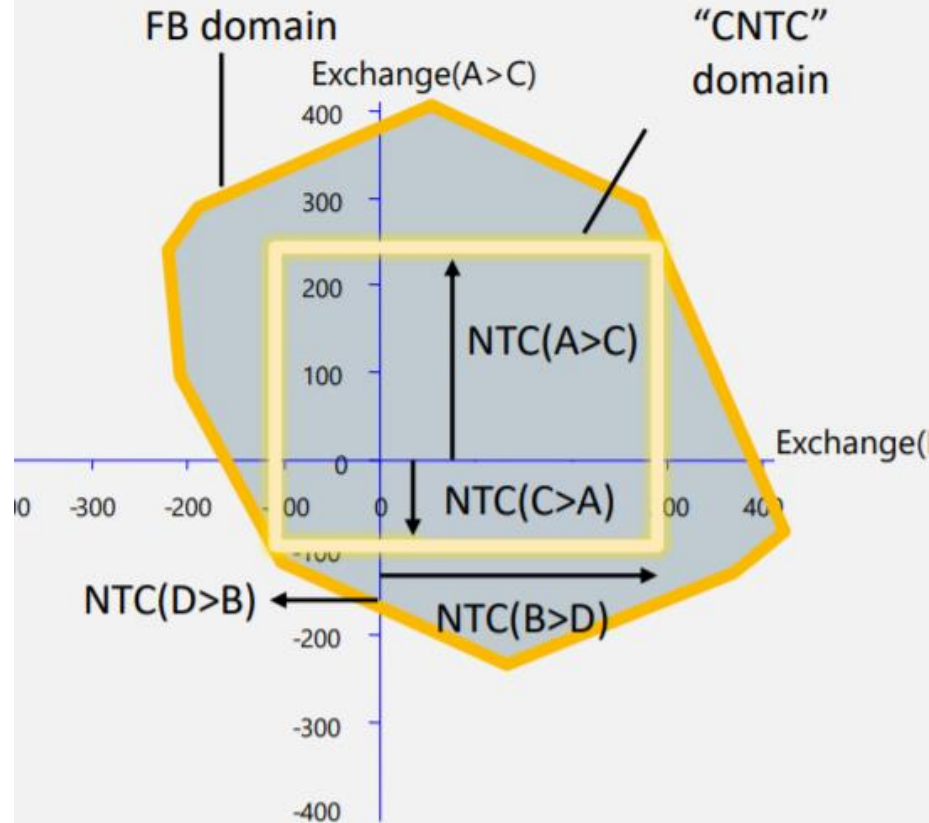 FB domain
“CNTC”
domain
Exchange(A>C)
400
300
200
NTC(A>C)
100
0
Exchange(
-300
-200
0
NTC(C>A)
-100
NTC(D>B)
NTC(B>D)
-200
-300
-400